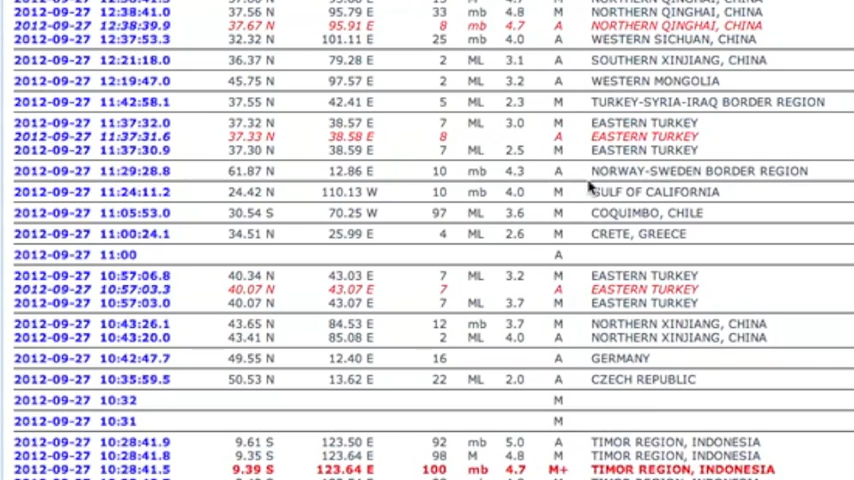 2012-09-27 12:38:41.0 37.56 N 95.79 E 33 mb 4.8 M NORTHERN QINGHAI, CHINA
2012-09-27 12:38:39.9 37.67 N 95.91 E 8 mb 4.7 A NORTHERN QINGHAI, CHINA
2012-09-27 12:37:53.3 32.32 N 101.11 E 25 mb 4.0 A WESTERN SICHUAN, CHINA
2012-09-27 12:21:18.0 36.37 N 79.28 E 2 ML 3.1 A SOUTHERN XINJIANG, CHINA
2012-09-27 12:19:47.0 45.75 N 97.57 E 2 ML 3.2 A WESTERN MONGOLIA
2012-09-27 11:42:58.1 37.55 N 42.41 E 5 ML 2.3 M TURKEY-SYRIA-IRAQ BORDER REGION
2012-09-27 11:37:32.0 37.32 N 38.57 E 7 ML 3.0 M EASTERN TURKEY
2012-09-27 11:37:31.6 37.33 N 38.58 E 8 A EASTERN TURKEY
2012-09-27 11:37:30.9 37.30 N 38.59 E 7 ML 2.5 M EASTERN TURKEY
2012-09-27 11:29:28.8 61.87 N 12.86 E 10 mb 4.3 A NORWAY-SWEDEN BORDER REGION
2012-09-27 11:24:11.2 24.42 N 110.13 W 10 mb 4.0 M GULF OF CALIFORNIA
2012-09-27 11:05:53.0 30.54 S 70.25 W 97 ML 3.6 M COQUIMBO, CHILE
2012-09-27 11:00:24.1 34.51 N 25.99 E 4 ML 2.6 M CRETE, GREECE
2012-09-27 11:00 A
2012-09-27 10:57:06.8 40.34 N 43.03 E 7 ML 3.2 M EASTERN TURKEY
2012-09-27 10:57:03.3 40.07 N 43.07 E 7 A EASTERN TURKEY
2012-09-27 10:57:03.0 40.07 N 43.07 E 7 ML 3.7 M EASTERN TURKEY
2012-09-27 10:43:26.1 43.65 N 84.53 E 12 mb 3.7 M NORTHERN XINJIANG, CHINA
2012-09-27 10:43:20.0 43.41 N 85.08 E 2 ML 4.0 A NORTHERN XINJIANG, CHINA
2012-09-27 10:42:47.7 49.55 N 12.40 E 16 A GERMANY
2012-09-27 10:35:59.5 50.53 N 13.62 E 22 ML 2.0 A CZECH REPUBLIC
2012-09-27 10:32 M
2012-09-27 10:31 M
2012-09-27 10:28:41.9 9.61 S 123.50 E 92 mb 5.0 A TIMOR REGION, INDONESIA
2012-09-27 10:28:41.8 9.35 S 123.64 E 98 M 4.8 M TIMOR REGION, INDONESIA
2012-09-27 10:28:41.5 9.39 S 123.64 E 100 mb 4.7 M+ TIMOR REGION, INDONESIA